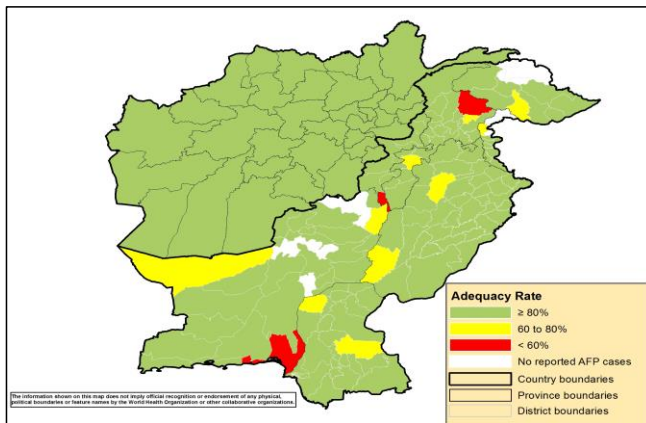 Adequacy Rate
≥ 80%
60 to 80%
< 60%
No reported AFP cases
Country boundaries
Province boundaries
District boundaries
The information shown on this map does not imply official recognition or endorsement of any physical,
political boundaries or feature names by the World Health Organization or other collaborative organizations.